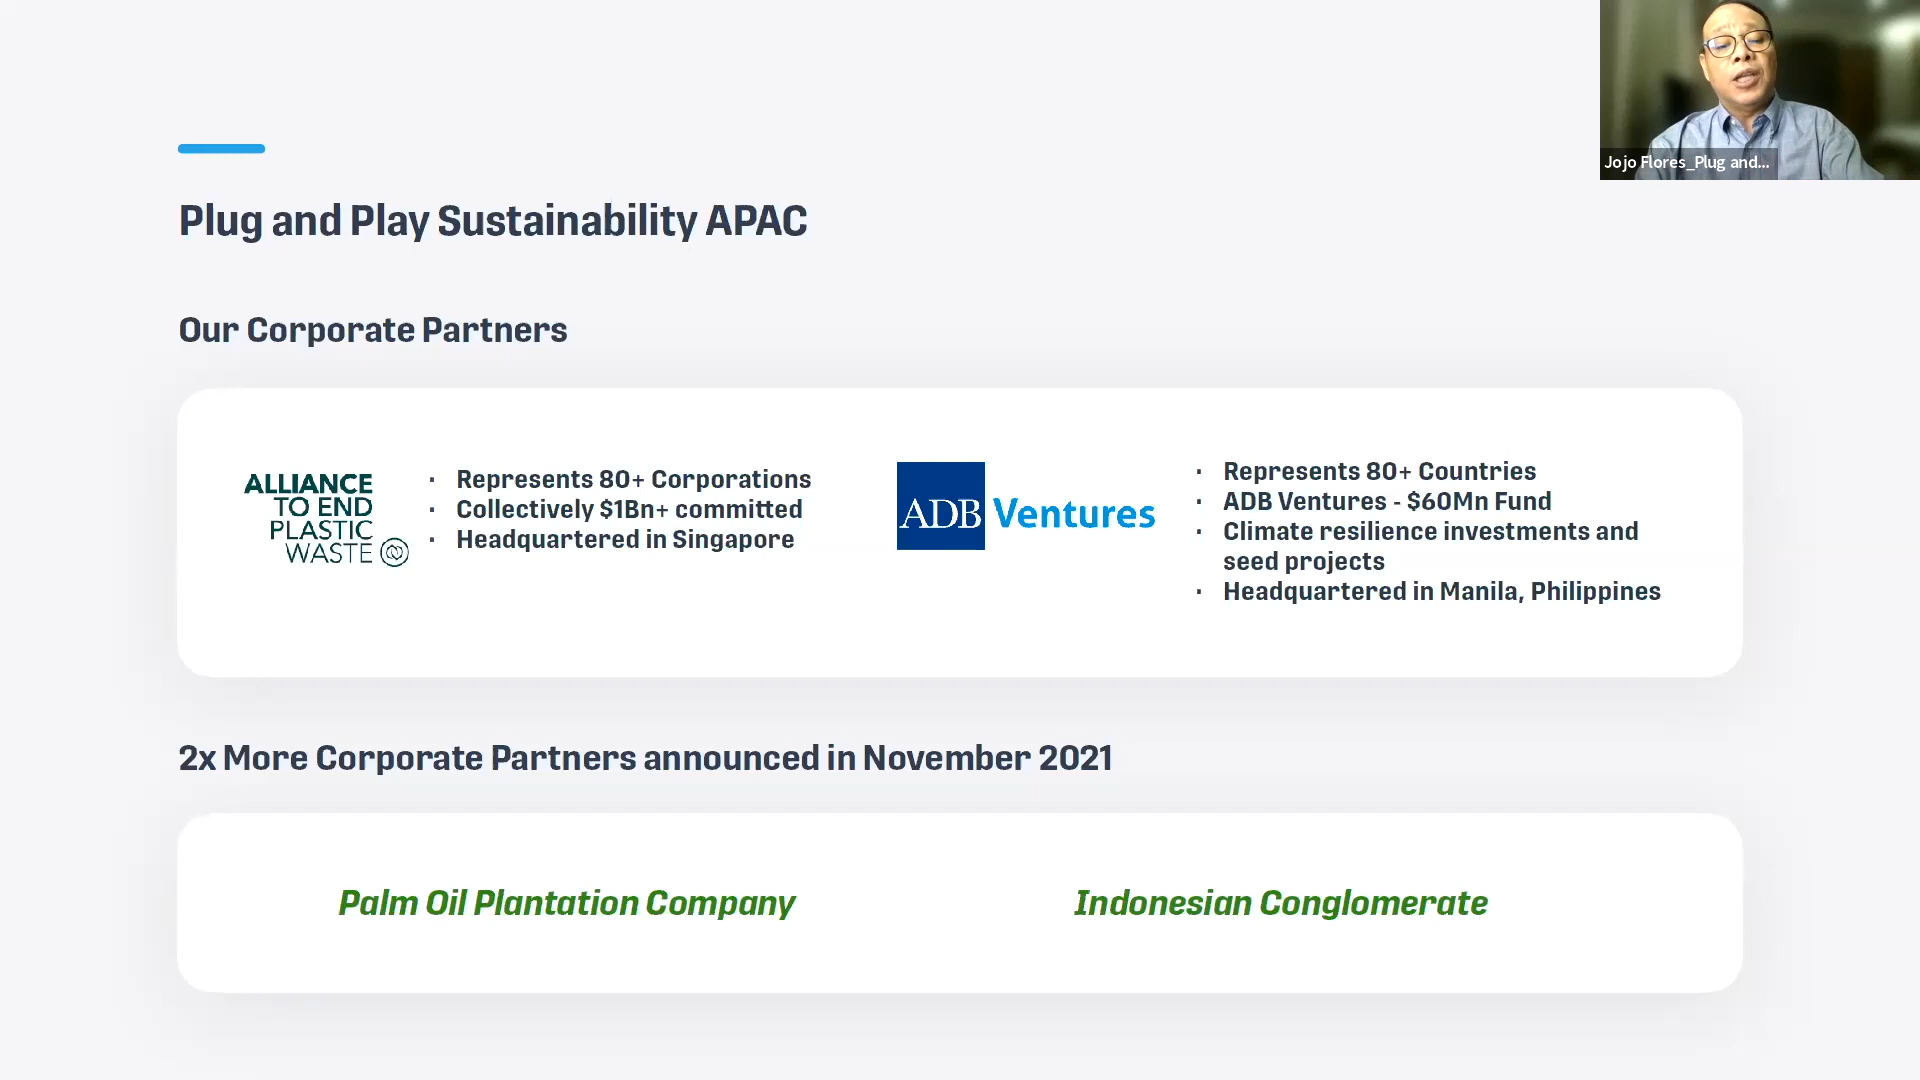 Jojo Flores_Plug and...
Plug and Play Sustainability APAC
Our Corporate Partners
ALLIANCE
TO END
PLASTIC
WASTE
· Represents 80+ Corporations
· Collectively $1Bn+ committed
· Headquartered in Singapore
ADB Ventures
· Represents 80+ Countries
· ADB Ventures - $60Mn Fund
· Climate resilience investments and
seed projects
· Headquartered in Manila, Philippines
2x More Corporate Partners announced in November 2021
Palm Oil Plantation Company
Indonesian Conglomerate